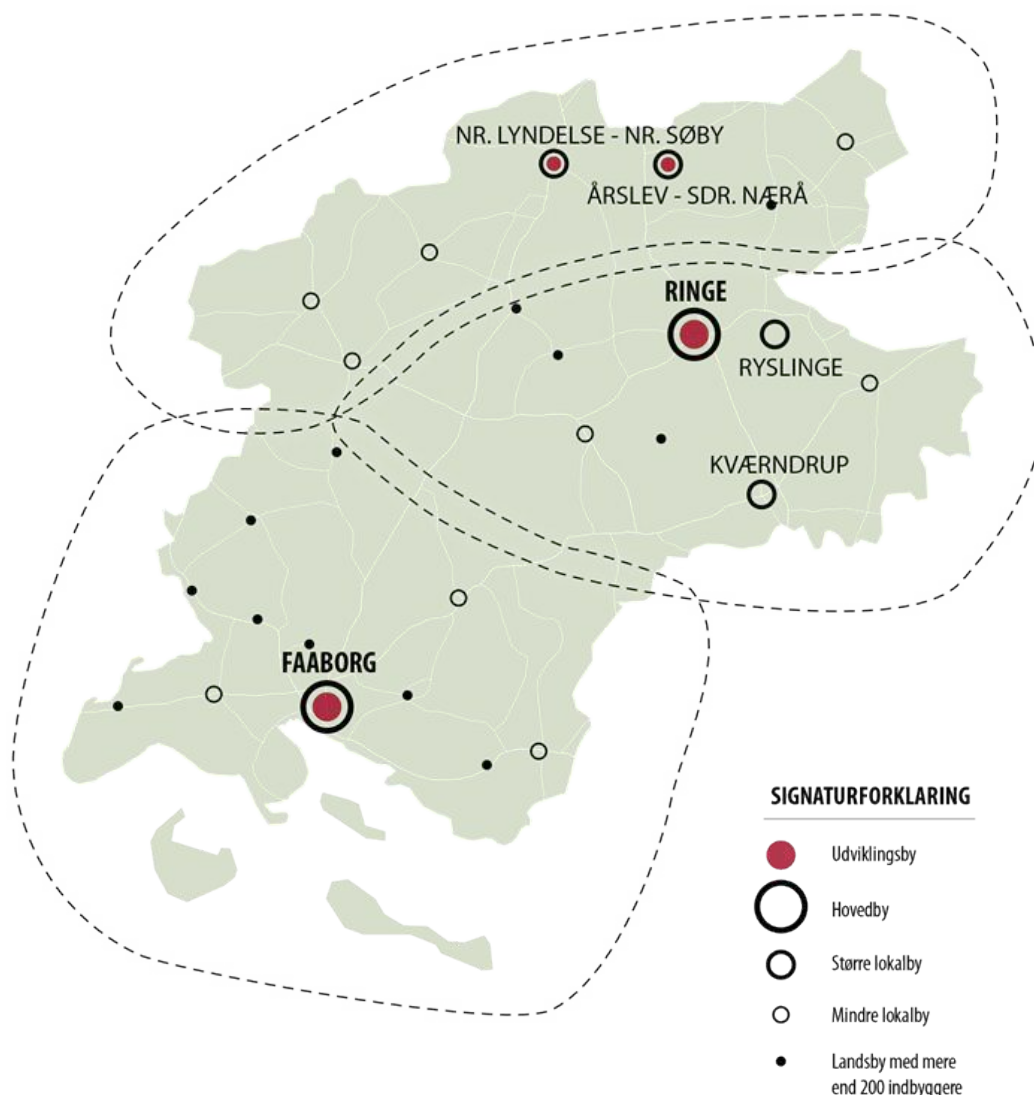 NR. LYNDELSE - NR. SØBY
ÅRSLEV - SDR. NÆRÅ
RINGE
RYSLINGE
KVÆRNDRUP
FAABORG
SIGNATURFORKLARING
Udviklingsby
Hovedby
Større lokalby
Mindre lokalby
Landsby med mere
end 200 indbyggere